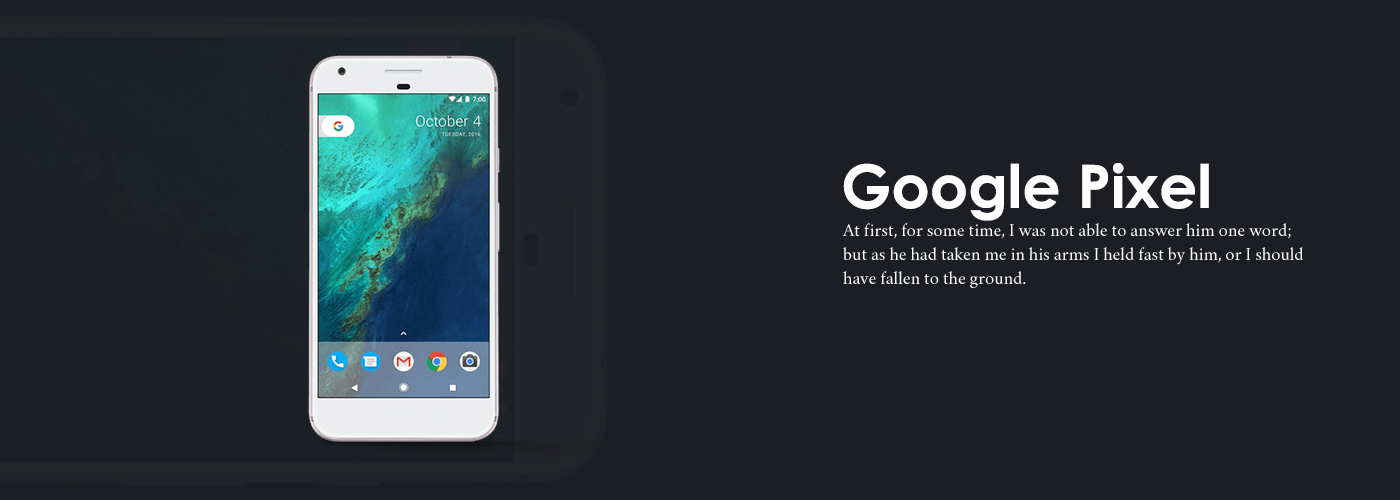 7:00
G
October 4
TUESDAY, 2016
Google Pixel
At first, for some time, I was not able to answer him one word;
but as he had taken me in his arms I held fast by him, or I should
have fallen to the ground.